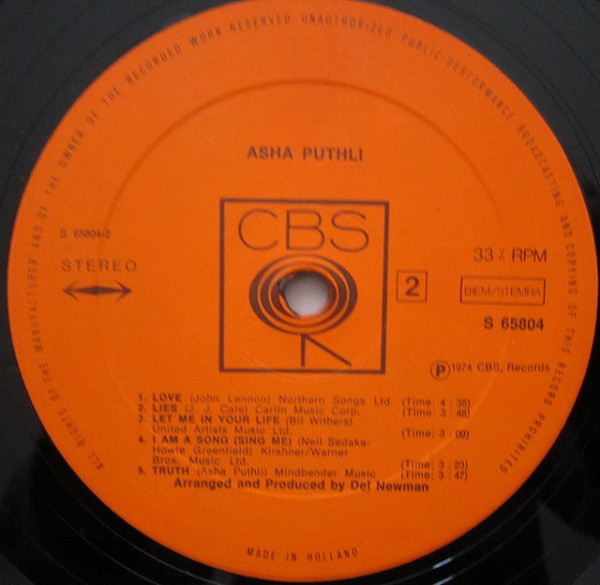 ALL RIGHTS OF THE MANUFACTURER AND OF THE OWNER OF THE RECORDED WORK RESERVED · UNAUTHORIZED PUBLIC PERFORMANCE BROADCASTING AND COPYING OF THIS RECORD PROHIBITED
ASHA PUTHLI
CBS
S 65804-2
STEREO
2
33 ⅓ RPM
BIEM/STEMRA
S 65804
Ⓟ 1974 CBS, Records
1. LOVE (John Lennon) Northern Songs Ltd. (Time: 4 : 35)
2. LIES (J. J. Cale) Carlin Music Corp. (Time: 3 : 48)
3. LET ME IN YOUR LIFE (Bil Withers)
United Artists Music Ltd. (Time: 3 : 09)
4. I AM A SONG (SING ME) (Neil Sedaka-
Howie Greenfield) Kirshner/Warner
Bros. Music Ltd. (Time: 3 : 23)
5. TRUTH (Asha Puthli) Mindbender Music (Time: 3 : 47)
Arranged and Produced by Del Newman
MADE IN HOLLAND